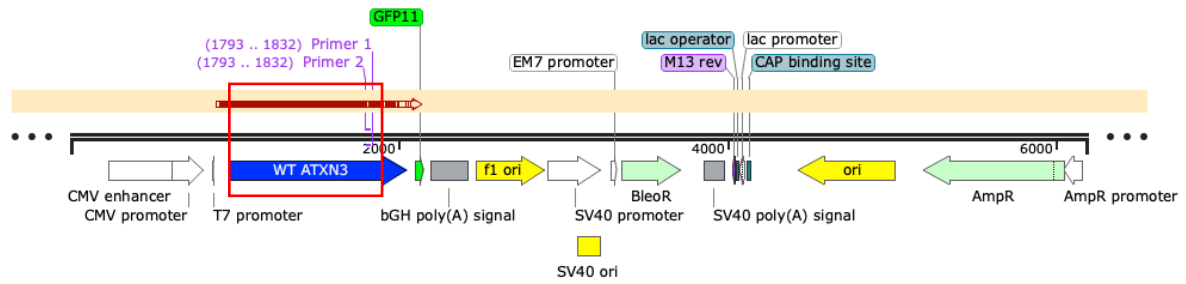 GFP11
(1793 .. 1832) Primer 1
lac operator
lac promoter
(1793 .. 1832) Primer 2
EM7 promoter
M13 rev
CAP binding site
2000
4000
6000
WT ATXN3
f1 ori
ori
CMV enhancer
BleoR
AmpR
AmpR promoter
CMV promoter
T7 promoter
bGH poly(A) signal
SV40 promoter
SV40 poly(A) signal
SV40 ori